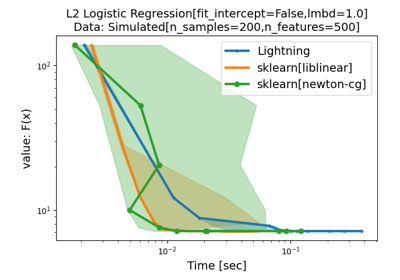 L2 Logistic Regression[fit_intercept=False,lmbd=1.0]
Data: Simulated[n_samples=200,n_features=500]
Lightning
sklearn[liblinear]
sklearn[newton-cg]
value: F(x)
10²
10¹
10⁻²
10⁻¹
Time [sec]